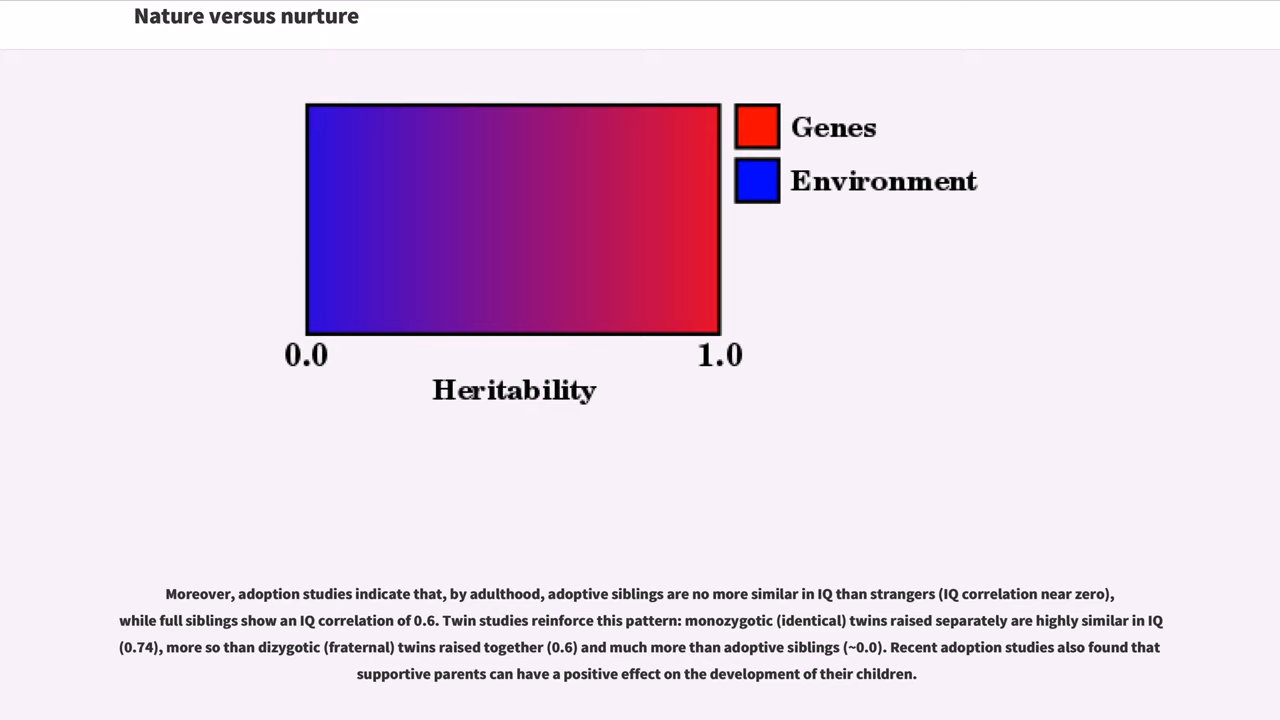 Nature versus nurture
Genes
Environment
0.0 1.0
Heritability
Moreover, adoption studies indicate that, by adulthood, adoptive siblings are no more similar in IQ than strangers (IQ correlation near zero),
while full siblings show an IQ correlation of 0.6. Twin studies reinforce this pattern: monozygotic (identical) twins raised separately are highly similar in IQ
(0.74), more so than dizygotic (fraternal) twins raised together (0.6) and much more than adoptive siblings (~0.0). Recent adoption studies also found that
supportive parents can have a positive effect on the development of their children.